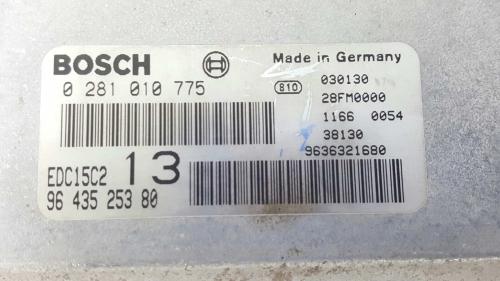 BOSCH
Made in Germany
0 281 010 775
810
030130
28FM0000
1166 0054
38130
9636321680
EDC15C2
13
96 435 253 80